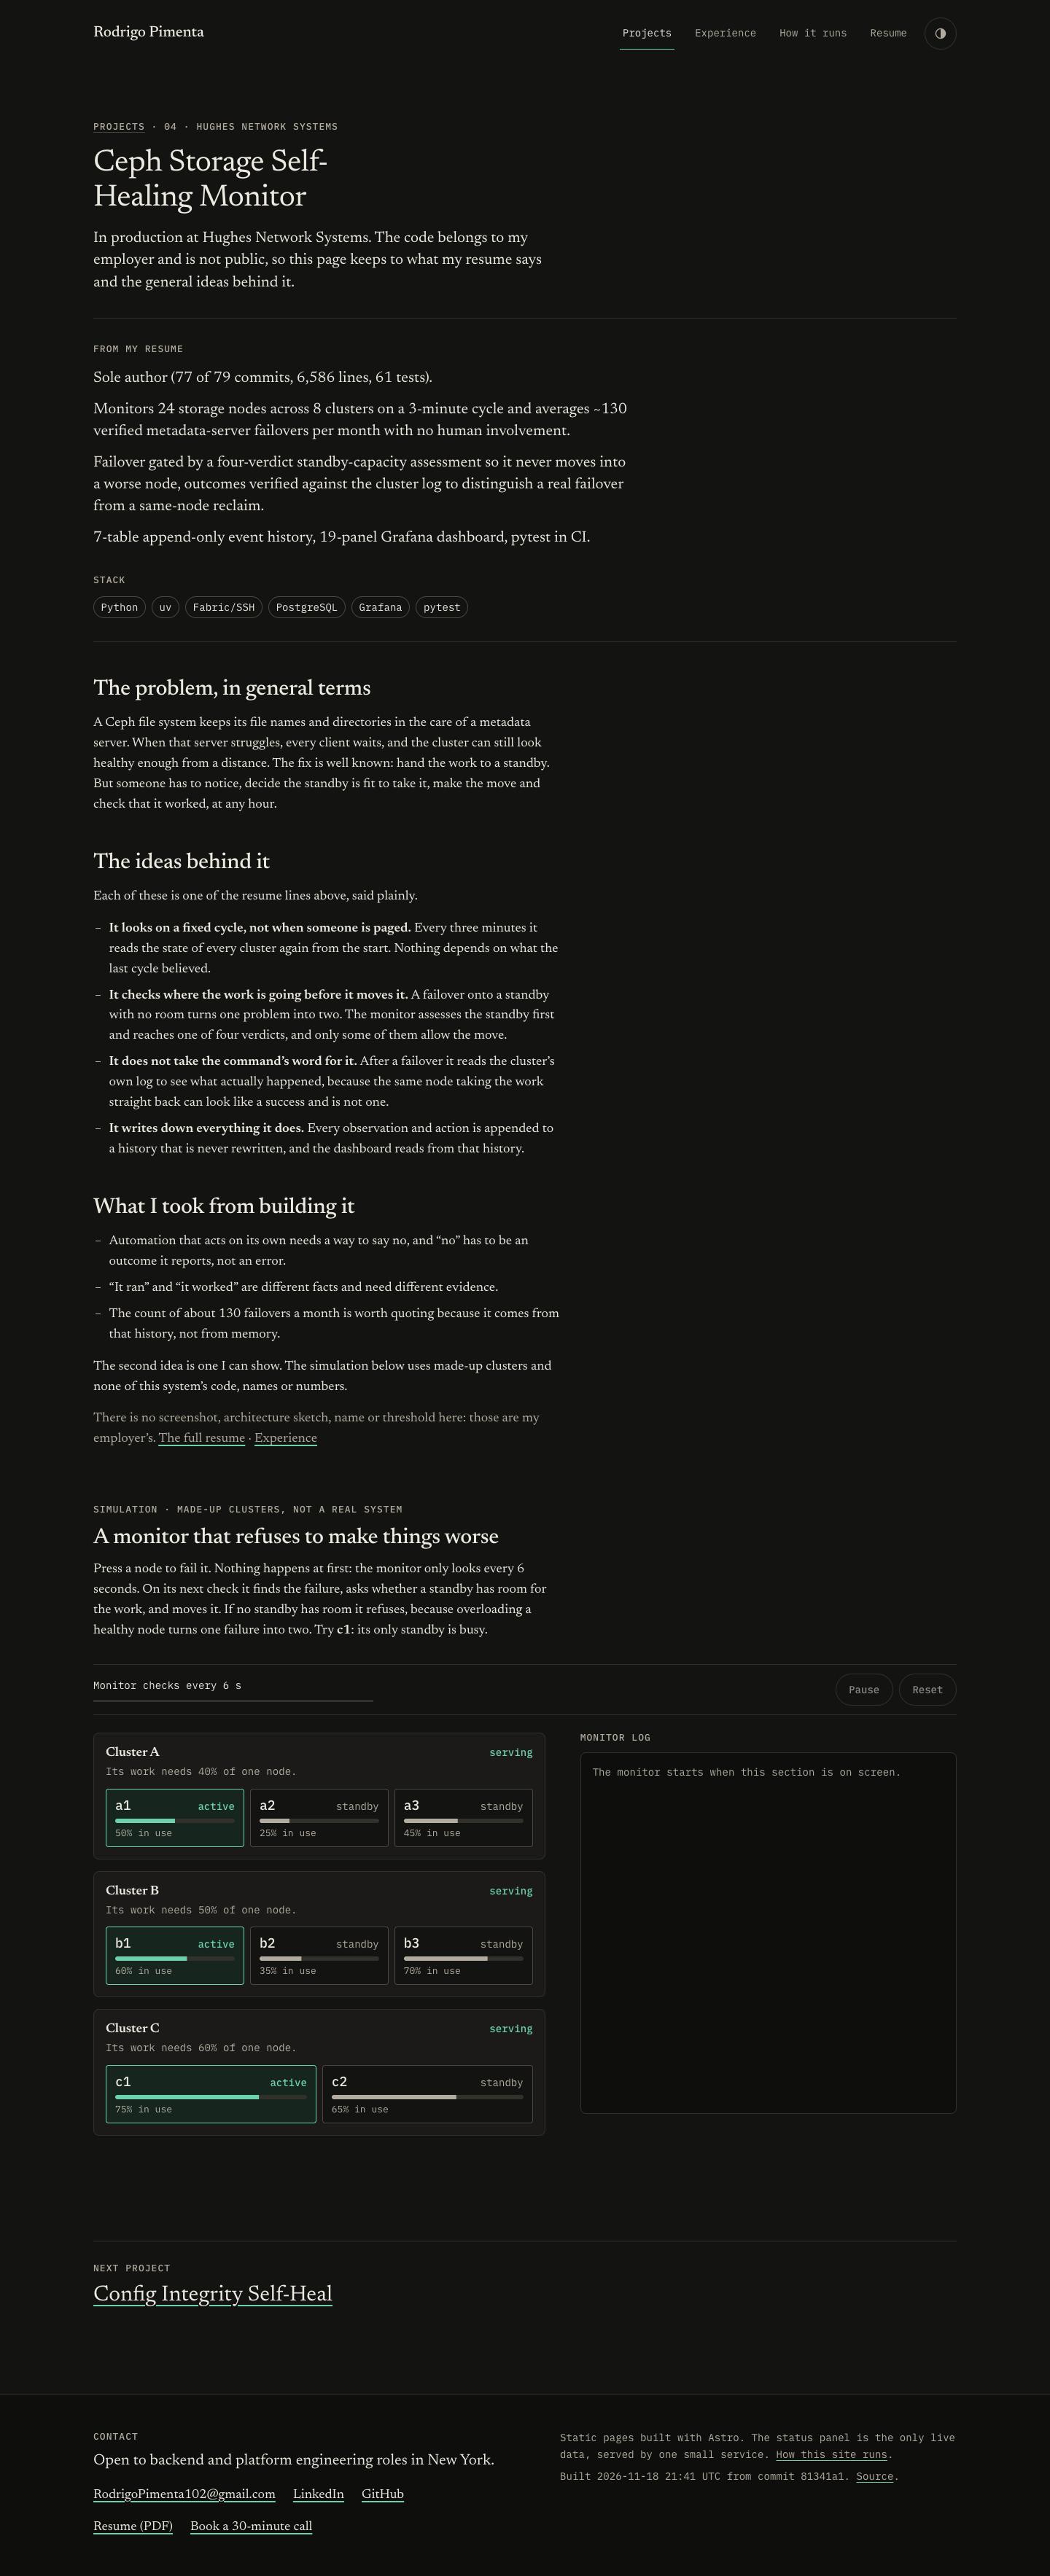 Rodrigo Pimenta
Projects Experience How it runs Resume
PROJECTS · 04 · HUGHES NETWORK SYSTEMS
Ceph Storage Self-
Healing Monitor
In production at Hughes Network Systems. The code belongs to my
employer and is not public, so this page keeps to what my resume says
and the general ideas behind it.
FROM MY RESUME
Sole author (77 of 79 commits, 6,586 lines, 61 tests).
Monitors 24 storage nodes across 8 clusters on a 3-minute cycle and averages ~130
verified metadata-server failovers per month with no human involvement.
Failover gated by a four-verdict standby-capacity assessment so it never moves into
a worse node, outcomes verified against the cluster log to distinguish a real failover
from a same-node reclaim.
7-table append-only event history, 19-panel Grafana dashboard, pytest in CI.
STACK
Python uv Fabric/SSH PostgreSQL Grafana pytest
The problem, in general terms
A Ceph file system keeps its file names and directories in the care of a metadata
server. When that server struggles, every client waits, and the cluster can still look
healthy enough from a distance. The fix is well known: hand the work to a standby.
But someone has to notice, decide the standby is fit to take it, make the move and
check that it worked, at any hour.
The ideas behind it
Each of these is one of the resume lines above, said plainly.
– It looks on a fixed cycle, not when someone is paged. Every three minutes it
reads the state of every cluster again from the start. Nothing depends on what the
last cycle believed.
– It checks where the work is going before it moves it. A failover onto a standby
with no room turns one problem into two. The monitor assesses the standby first
and reaches one of four verdicts, and only some of them allow the move.
– It does not take the command’s word for it. After a failover it reads the cluster’s
own log to see what actually happened, because the same node taking the work
straight back can look like a success and is not one.
– It writes down everything it does. Every observation and action is appended to
a history that is never rewritten, and the dashboard reads from that history.
What I took from building it
– Automation that acts on its own needs a way to say no, and “no” has to be an
outcome it reports, not an error.
– “It ran” and “it worked” are different facts and need different evidence.
– The count of about 130 failovers a month is worth quoting because it comes from
that history, not from memory.
The second idea is one I can show. The simulation below uses made-up clusters and
none of this system’s code, names or numbers.
There is no screenshot, architecture sketch, name or threshold here: those are my
employer’s. The full resume · Experience
SIMULATION · MADE-UP CLUSTERS, NOT A REAL SYSTEM
A monitor that refuses to make things worse
Press a node to fail it. Nothing happens at first: the monitor only looks every 6
seconds. On its next check it finds the failure, asks whether a standby has room for
the work, and moves it. If no standby has room it refuses, because overloading a
healthy node turns one failure into two. Try c1: its only standby is busy.
Monitor checks every 6 s
Pause Reset
Cluster A serving
Its work needs 40% of one node.
a1 active a2 standby a3 standby
50% in use 25% in use 45% in use
Cluster B serving
Its work needs 50% of one node.
b1 active b2 standby b3 standby
60% in use 35% in use 70% in use
Cluster C serving
Its work needs 60% of one node.
c1 active c2 standby
75% in use 65% in use
MONITOR LOG
The monitor starts when this section is on screen.
NEXT PROJECT
Config Integrity Self-Heal
CONTACT
Open to backend and platform engineering roles in New York.
RodrigoPimenta102@gmail.com LinkedIn GitHub
Resume (PDF) Book a 30-minute call
Static pages built with Astro. The status panel is the only live
data, served by one small service. How this site runs.
Built 2026-11-18 21:41 UTC from commit 81341a1. Source.